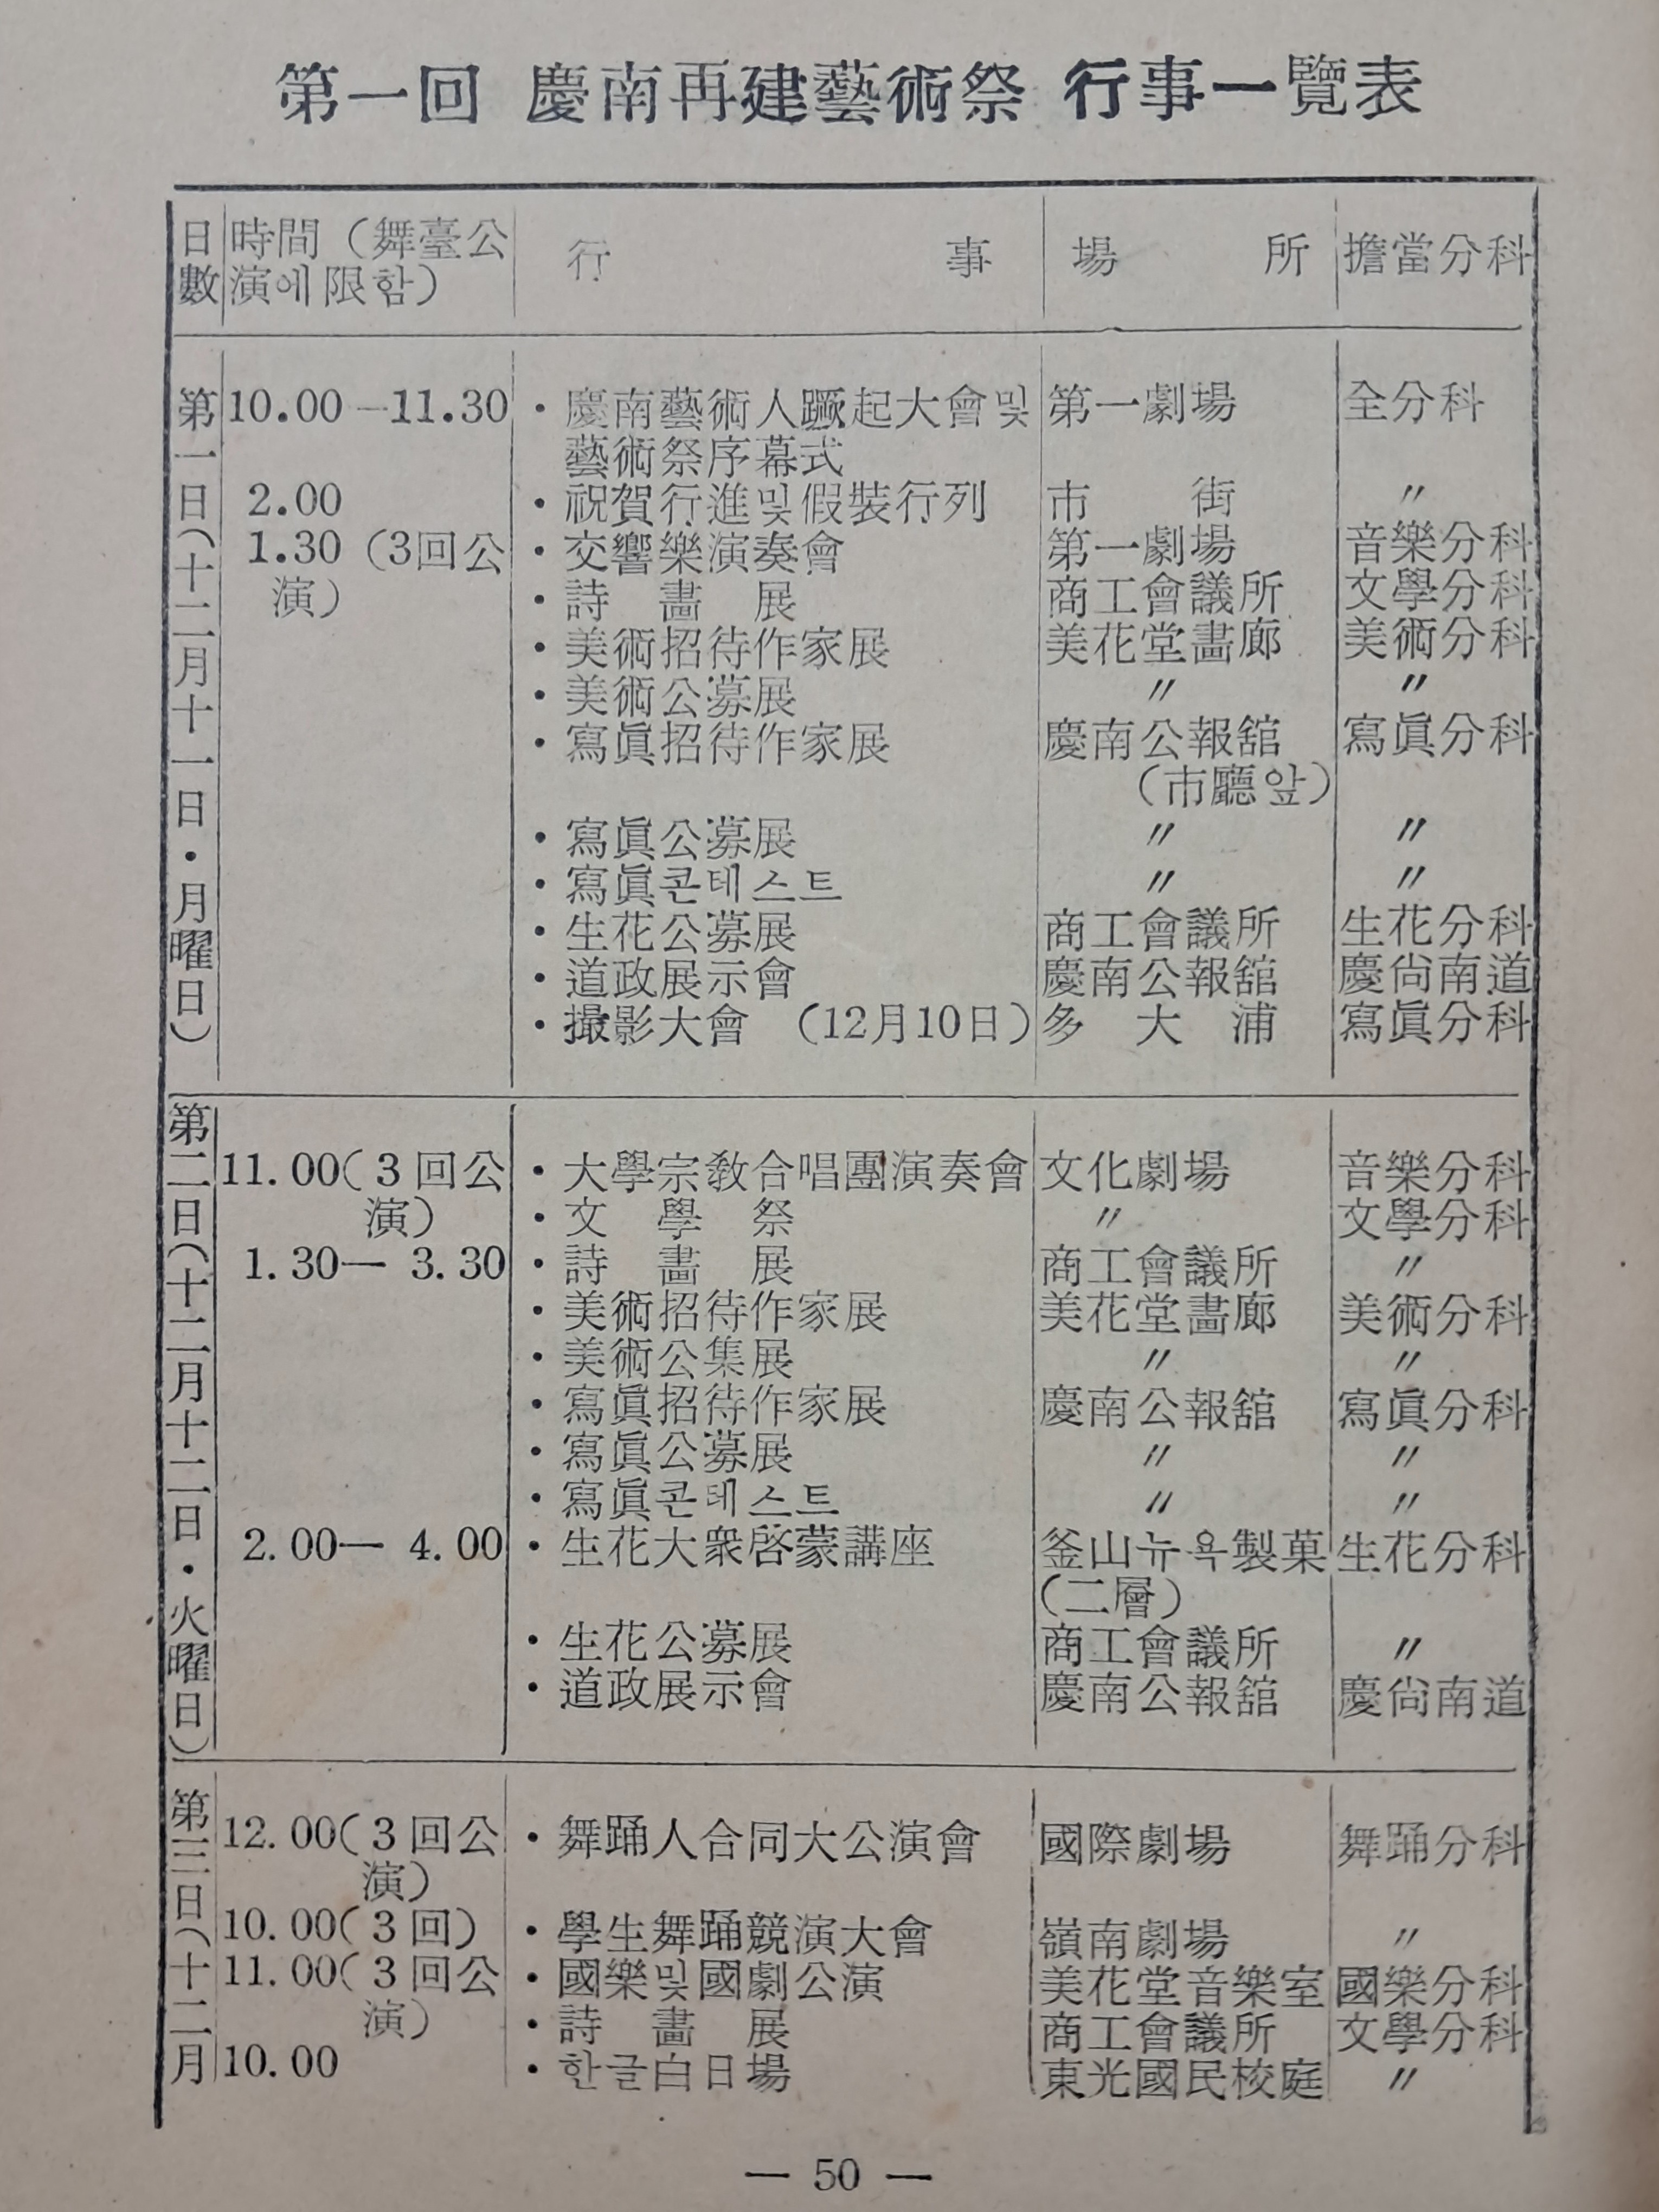 第一回 慶南再建藝術祭 行事一覽表
日數 時間（舞臺公演에限함） 行事 場所 擔當分科
第一日（十二月十一日・月曜日）
10.00－11.30 ・慶南藝術人蹶起大會및 第一劇場 全分科
藝術祭序幕式
2.00 ・祝賀行進및假裝行列 市街 〃
1.30（3回公 ・交響樂演奏會 第一劇場 音樂分科
演） ・詩畵展 商工會議所 文學分科
・美術招待作家展 美花堂畵廊 美術分科
・美術公募展 〃 〃
・寫眞招待作家展 慶南公報舘 寫眞分科
（市廳앞）
・寫眞公募展 〃 〃
・寫眞콘테스트 〃 〃
・生花公募展 商工會議所 生花分科
・道政展示會 慶南公報舘 慶尙南道
・撮影大會 （12月10日） 多大浦 寫眞分科
第二日（十二月十二日・火曜日）
11.00（3回公 ・大學宗敎合唱團演奏會 文化劇場 音樂分科
演） ・文學祭 〃 文學分科
1.30— 3.30 ・詩畵展 商工會議所 〃
・美術招待作家展 美花堂畵廊 美術分科
・美術公集展 〃 〃
・寫眞招待作家展 慶南公報舘 寫眞分科
・寫眞公募展 〃 〃
・寫眞콘테스트 〃 〃
2.00— 4.00 ・生花大衆啓蒙講座 釜山뉴욕製菓 生花分科
（二層）
・生花公募展 商工會議所 〃
・道政展示會 慶南公報舘 慶尙南道
第三日（十二月
12.00（3回公 ・舞踊人合同大公演會 國際劇場 舞踊分科
演）
10.00（3回） ・學生舞踊競演大會 嶺南劇場 〃
11.00（3回公 ・國樂및國劇公演 美花堂音樂室 國樂分科
演） ・詩畵展 商工會議所 文學分科
10.00 ・한글白日場 東光國民校庭 〃
— 50 —